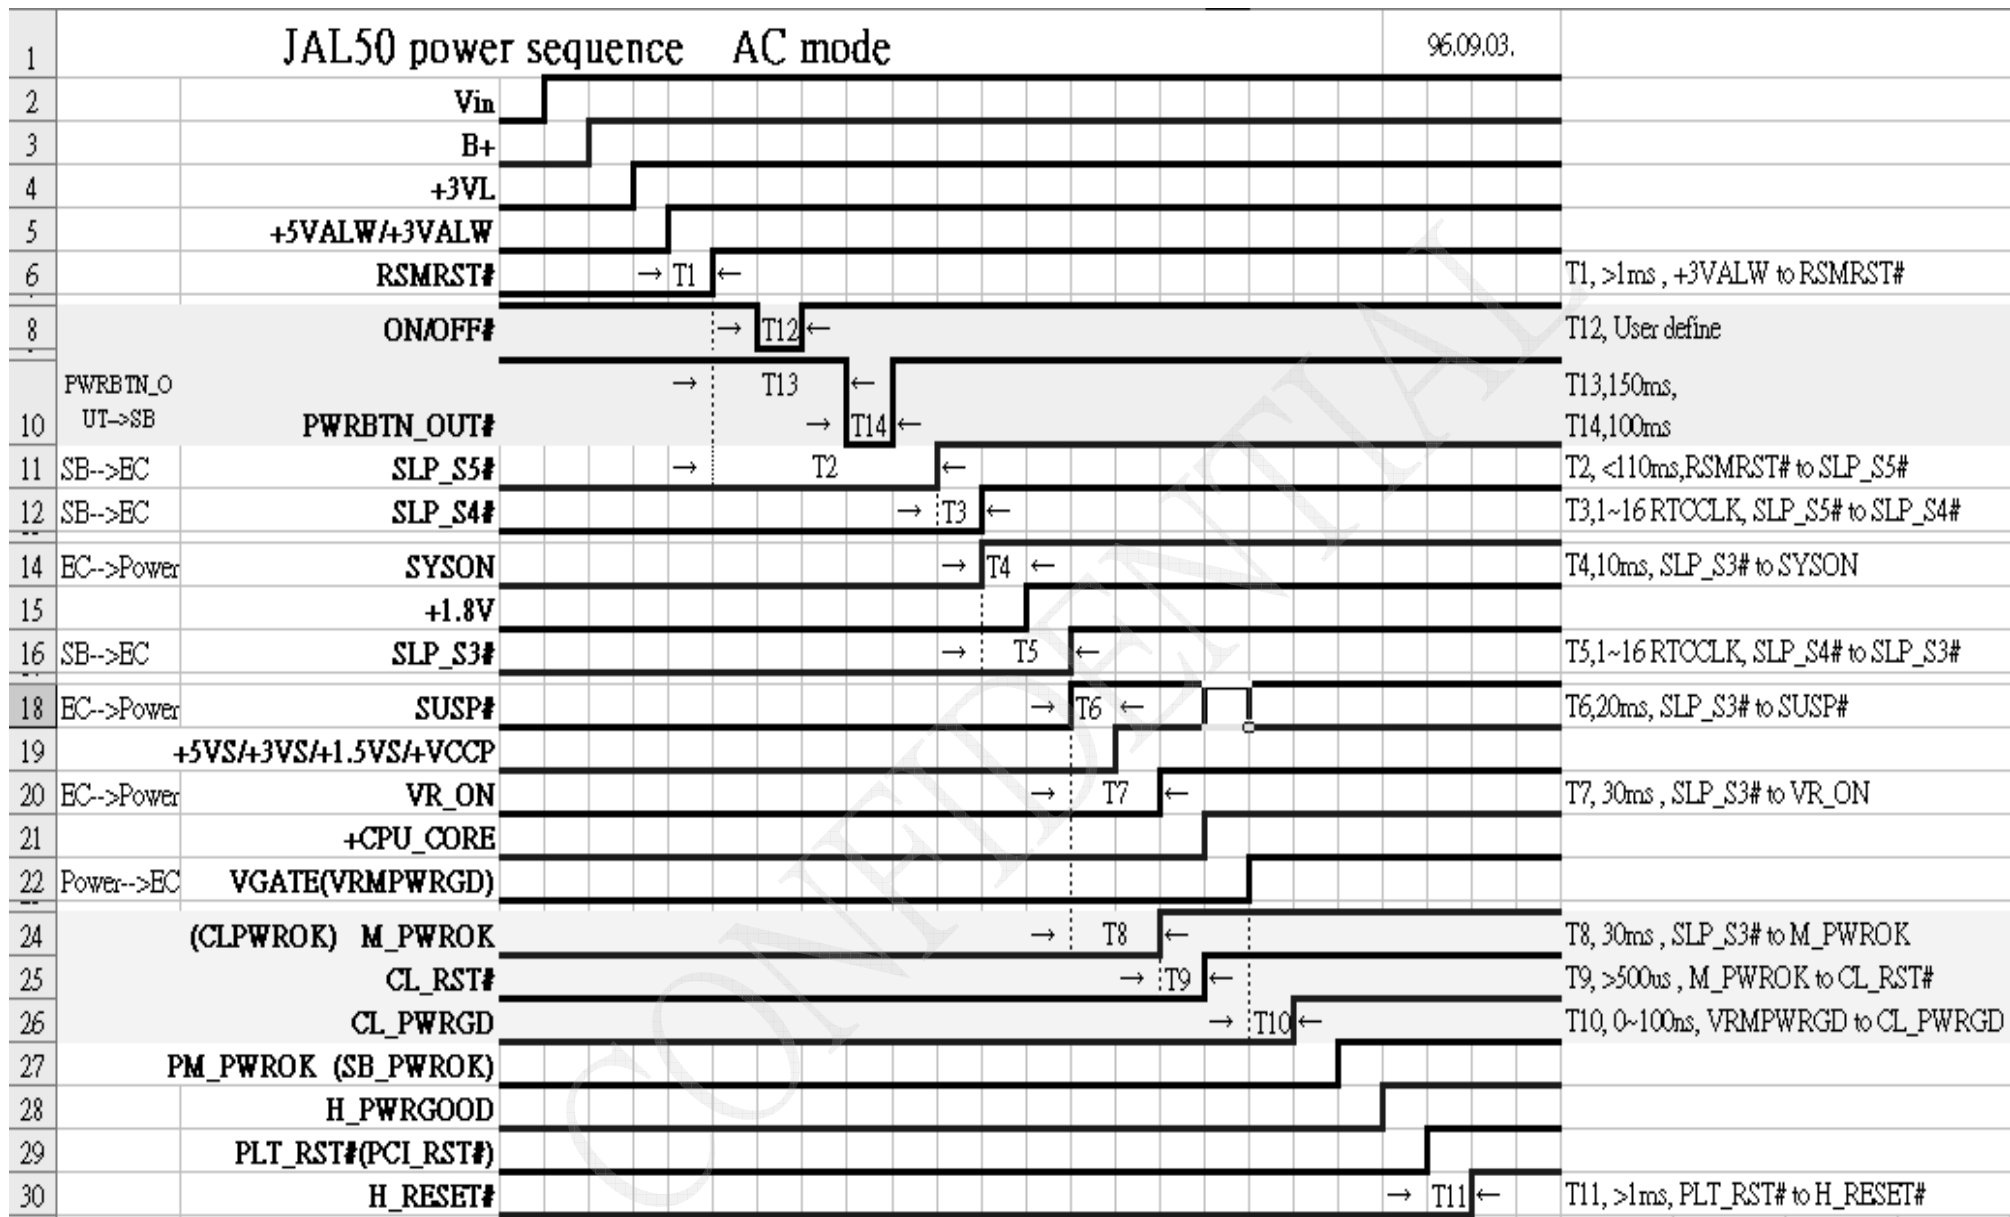 1 JAL50 power sequence AC mode 96.09.03.
2 Vin
3 B+
4 +3VL
5 +5VALW/+3VALW
6 RSMRST# → T1 ← T1, >1ms , +3VALW to RSMRST#
8 ON/OFF# → T12 ← T12, User define
PWRBTN_O → T13 ← T13,150ms,
UT-->SB
10 PWRBTN_OUT# → T14 ← T14,100ms
11 SB-->EC SLP_S5# → T2 ← T2, <110ms,RSMRST# to SLP_S5#
12 SB-->EC SLP_S4# → T3 ← T3,1~16 RTCCLK, SLP_S5# to SLP_S4#
14 EC-->Power SYSON → T4 ← T4,10ms, SLP_S3# to SYSON
15 +1.8V
16 SB-->EC SLP_S3# → T5 ← T5,1~16 RTCCLK, SLP_S4# to SLP_S3#
18 EC-->Power SUSP# → T6 ← T6,20ms, SLP_S3# to SUSP#
19 +5VS/+3VS/+1.5VS/+VCCP
20 EC-->Power VR_ON → T7 ← T7, 30ms , SLP_S3# to VR_ON
21 +CPU_CORE
22 Power-->EC VGATE(VRMPWRGD)
24 (CLPWROK) M_PWROK → T8 ← T8, 30ms , SLP_S3# to M_PWROK
25 CL_RST# → T9 ← T9, >500us , M_PWROK to CL_RST#
26 CL_PWRGD → T10 ← T10, 0~100ns, VRMPWRGD to CL_PWRGD
27 PM_PWROK (SB_PWROK)
28 H_PWRGOOD
29 PLT_RST#(PCI_RST#)
30 H_RESET# → T11 ← T11, >1ms, PLT_RST# to H_RESET#
CONFIDENTIAL